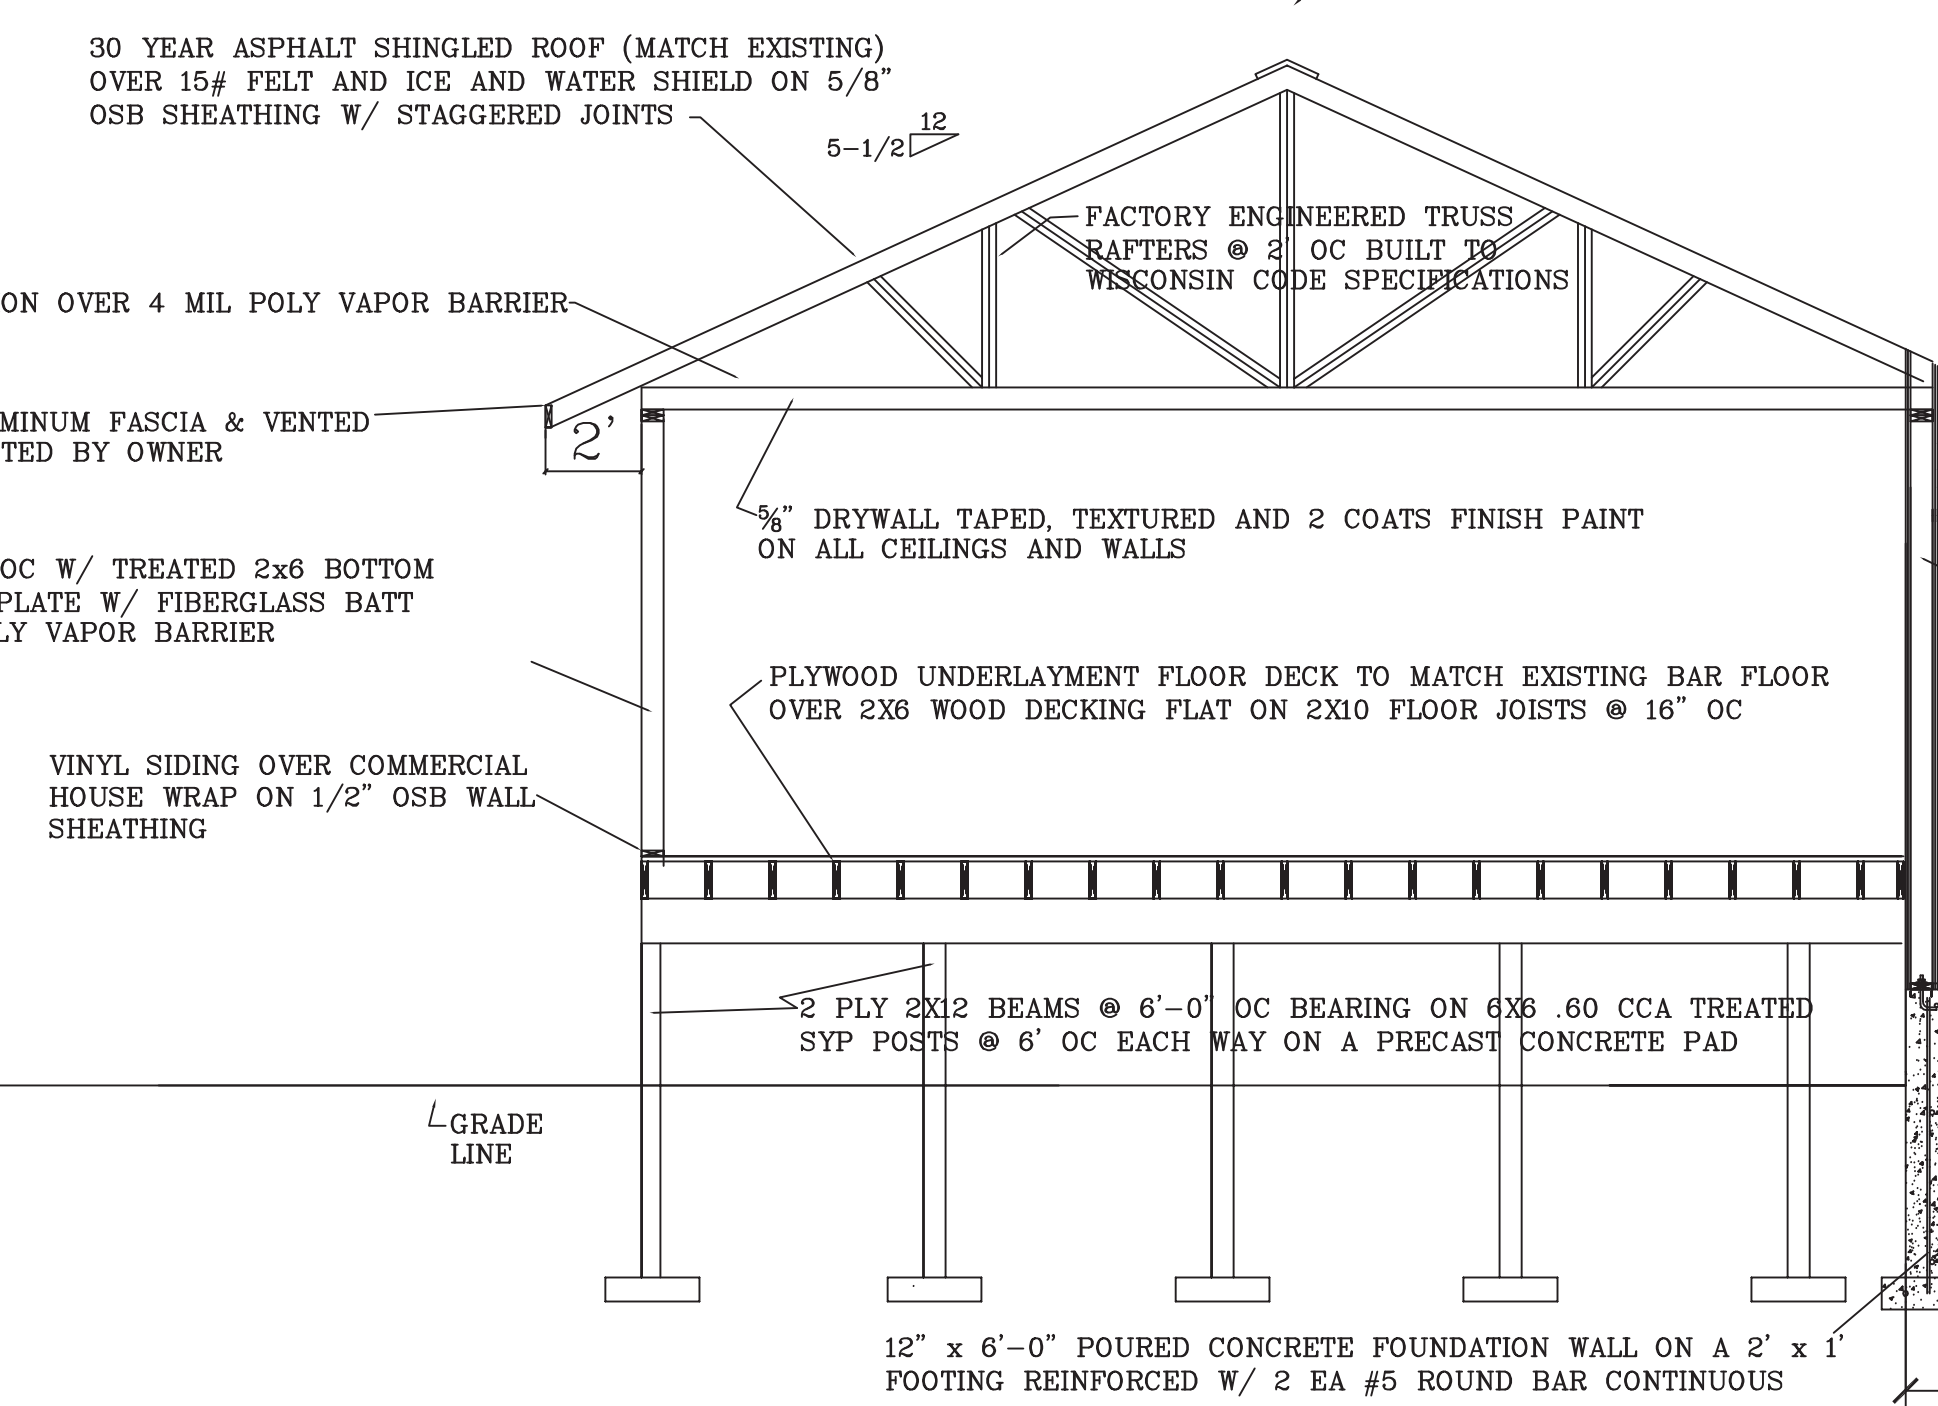 30 YEAR ASPHALT SHINGLED ROOF (MATCH EXISTING)
OVER 15# FELT AND ICE AND WATER SHIELD ON 5/8"
OSB SHEATHING W/ STAGGERED JOINTS
12
5-1/2
FACTORY ENGINEERED TRUSS
RAFTERS @ 2' OC BUILT TO
WISCONSIN CODE SPECIFICATIONS
ON OVER 4 MIL POLY VAPOR BARRIER
MINUM FASCIA & VENTED
TED BY OWNER
2'
⅝" DRYWALL TAPED, TEXTURED AND 2 COATS FINISH PAINT
ON ALL CEILINGS AND WALLS
OC W/ TREATED 2x6 BOTTOM
PLATE W/ FIBERGLASS BATT
LY VAPOR BARRIER
PLYWOOD UNDERLAYMENT FLOOR DECK TO MATCH EXISTING BAR FLOOR
OVER 2X6 WOOD DECKING FLAT ON 2X10 FLOOR JOISTS @ 16" OC
VINYL SIDING OVER COMMERCIAL
HOUSE WRAP ON 1/2" OSB WALL
SHEATHING
2 PLY 2X12 BEAMS @ 6'-0" OC BEARING ON 6X6 .60 CCA TREATED
SYP POSTS @ 6' OC EACH WAY ON A PRECAST CONCRETE PAD
GRADE
LINE
12" x 6'-0" POURED CONCRETE FOUNDATION WALL ON A 2' x 1'
FOOTING REINFORCED W/ 2 EA #5 ROUND BAR CONTINUOUS